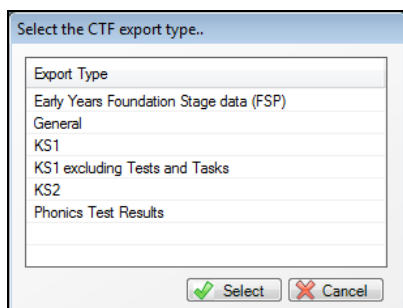 Select the CTF export type..
Export Type
Early Years Foundation Stage data (FSP)
General
KS1
KS1 excluding Tests and Tasks
KS2
Phonics Test Results
Select
Cancel